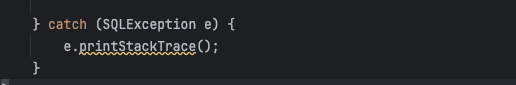 } catch (SQLException e) {
    e.printStackTrace();
}